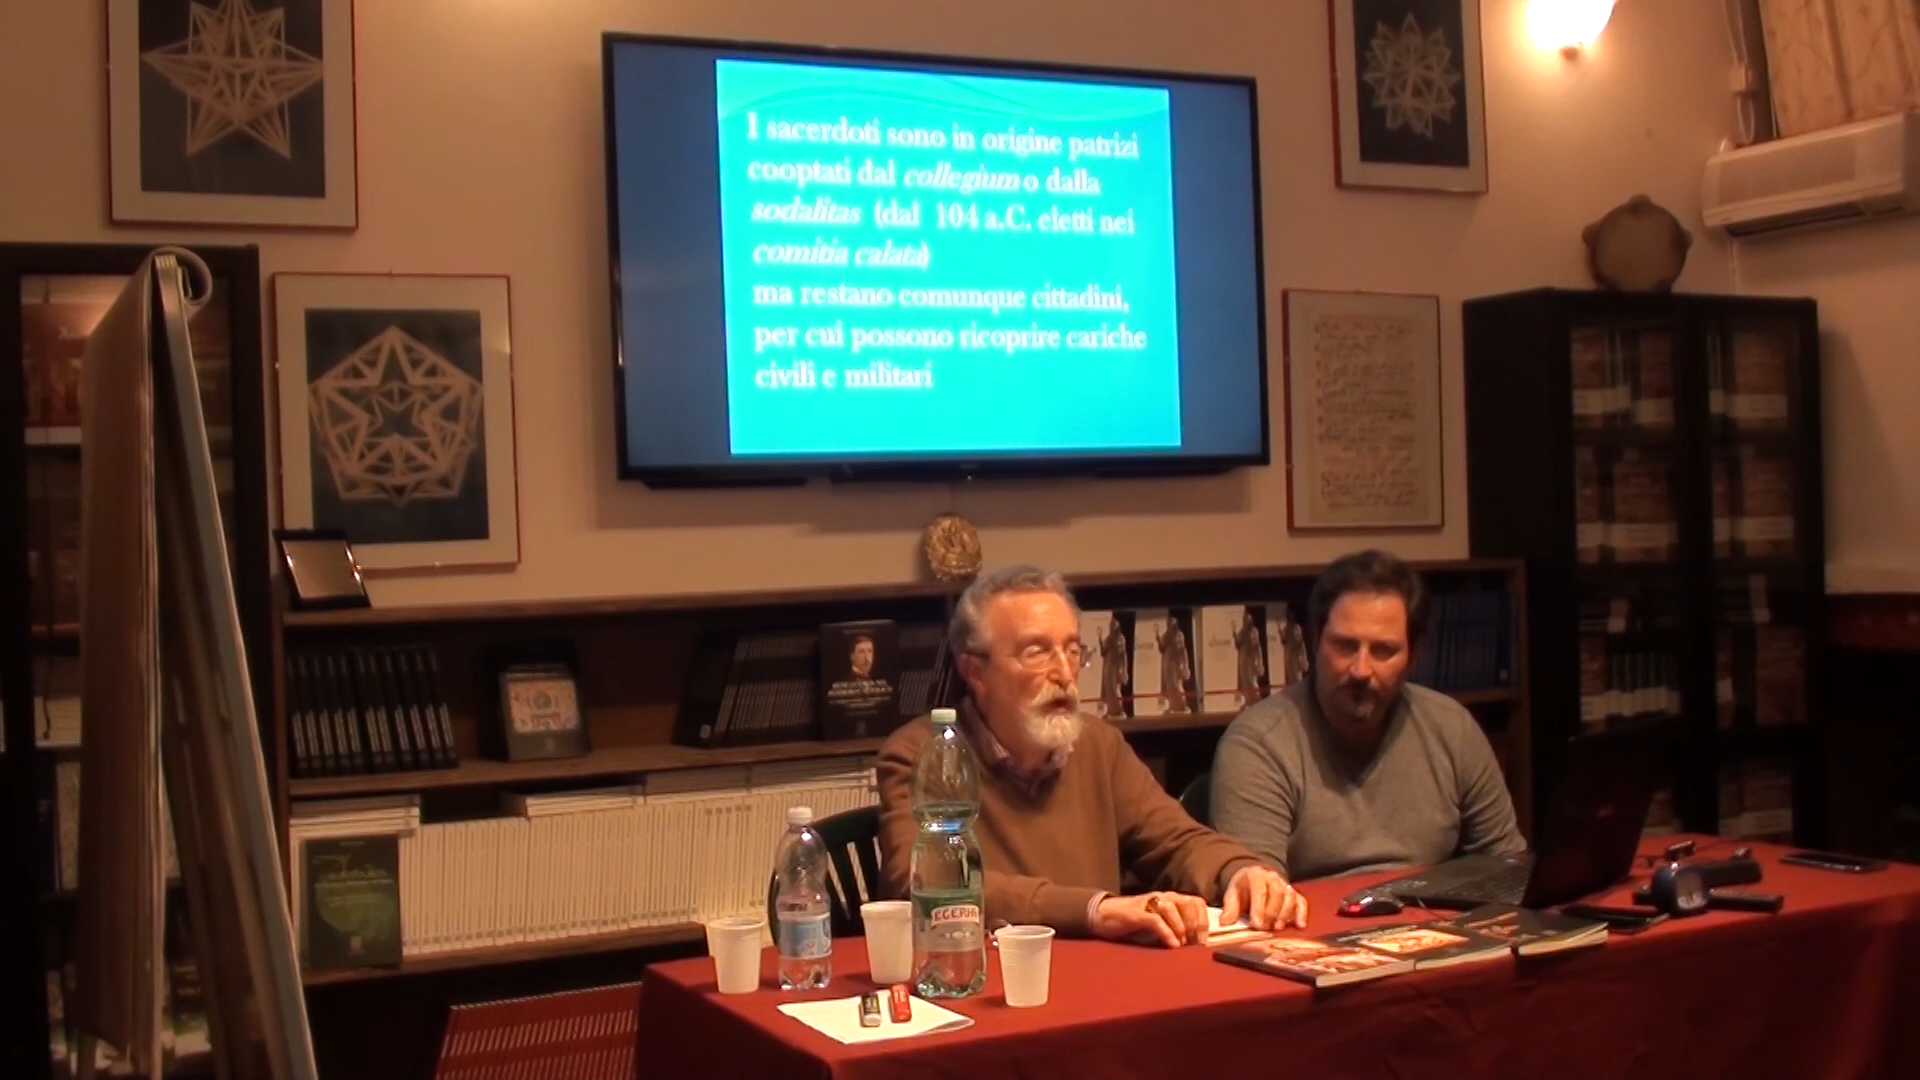 I sacerdoti sono in origine patrizi
cooptati dal collegium o dalla
sodalitas (dal 104 a.C. eletti nei
comitia calata)
ma restano comunque cittadini,
per cui possono ricoprire cariche
civili e militari
EGERIA